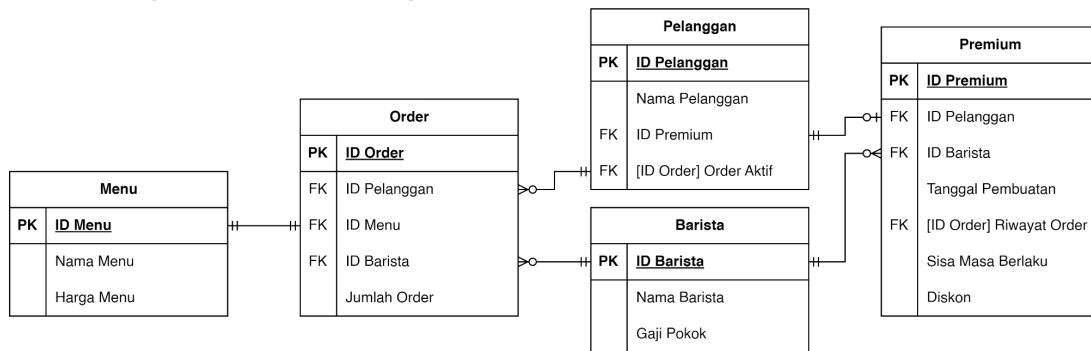 Menu
PK ID Menu
Nama Menu
Harga Menu
Order
PK ID Order
FK ID Pelanggan
FK ID Menu
FK ID Barista
Jumlah Order
Pelanggan
PK ID Pelanggan
Nama Pelanggan
FK ID Premium
FK [ID Order] Order Aktif
Barista
PK ID Barista
Nama Barista
Gaji Pokok
Premium
PK ID Premium
FK ID Pelanggan
FK ID Barista
Tanggal Pembuatan
FK [ID Order] Riwayat Order
Sisa Masa Berlaku
Diskon